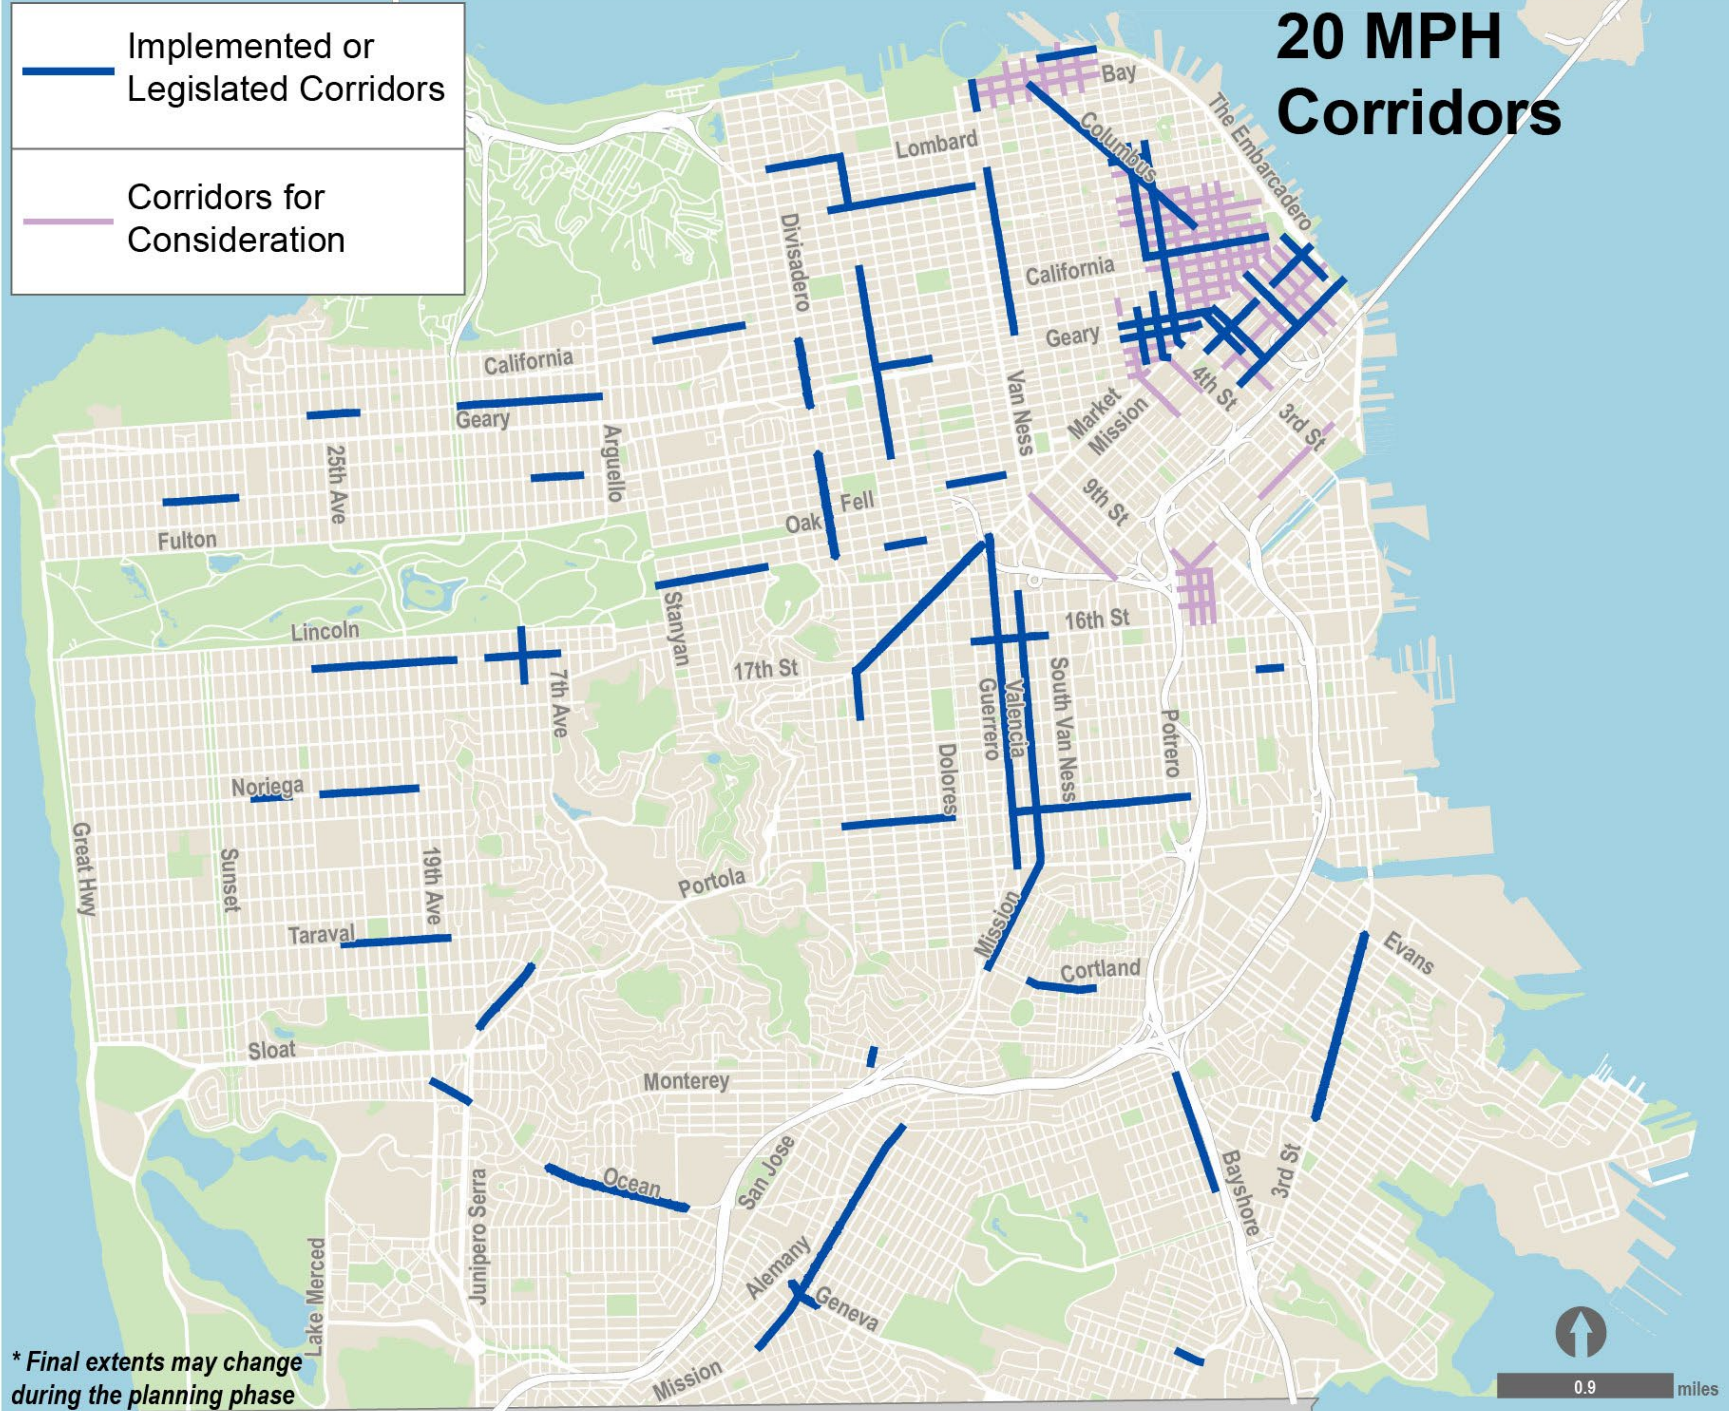 Implemented or
Legislated Corridors
Corridors for
Consideration
20 MPH
Corridors
Bay
The Embarcadero
Columbus
Lombard
Divisadero
California
Geary
California
Geary
Van Ness
Market
Mission
4th St
3rd St
25th Ave
Arguello
9th St
Fell
Oak
Fulton
Stanyan
Lincoln
16th St
17th St
7th Ave
Guerrero
Valencia
South Van Ness
Potrero
Dolores
Noriega
Great Hwy
Sunset
19th Ave
Portola
Taraval
Mission
Cortland
Evans
Sloat
Monterey
San Jose
Ocean
Junipero Serra
Bayshore
3rd St
Lake Merced
Alemany
Geneva
Mission
* Final extents may change
during the planning phase
0.9 miles